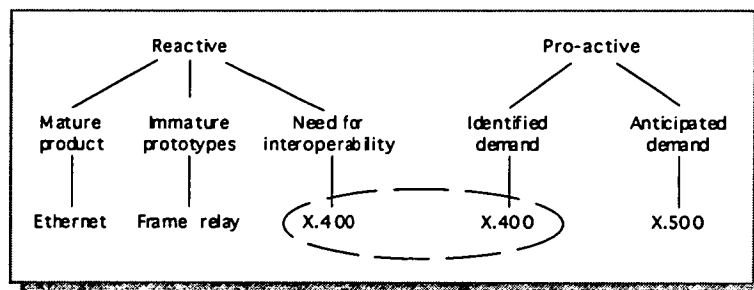 Reactive Pro-active
Mature Immature Need for Identified Anticipated
product prototypes interoperability demand demand
Ethernet Frame relay X.400 X.400 X.500